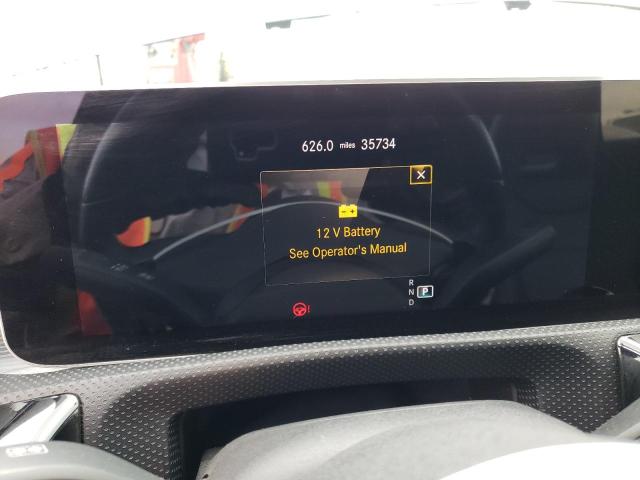 626.0 miles 35734
12 V Battery
See Operator's Manual
R
N P
D